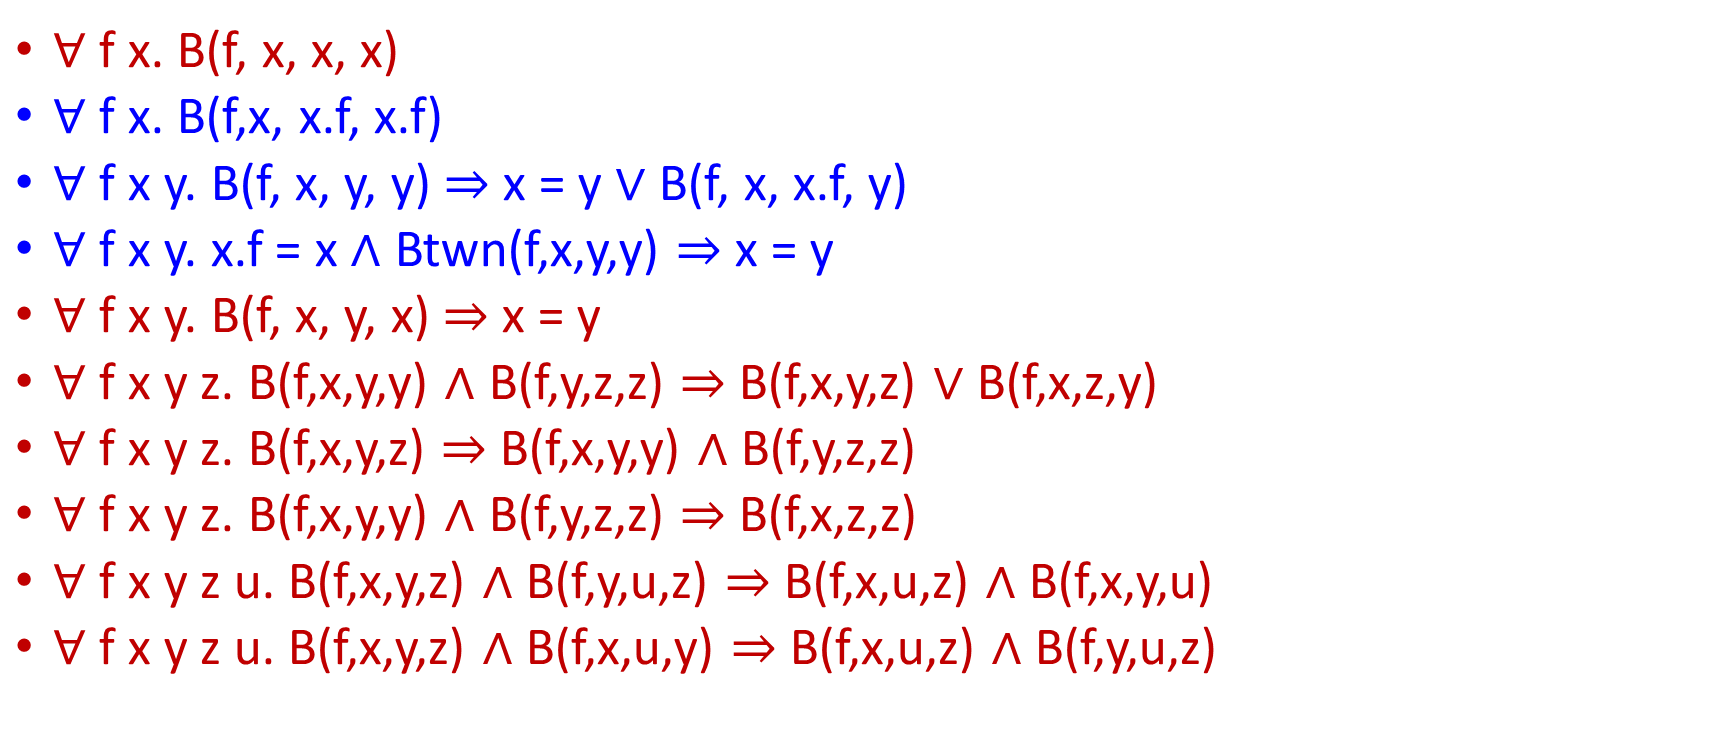 • ∀ f x. B(f, x, x, x)
• ∀ f x. B(f,x, x.f, x.f)
• ∀ f x y. B(f, x, y, y) ⇒ x = y ∨ B(f, x, x.f, y)
• ∀ f x y. x.f = x ∧ Btwn(f,x,y,y) ⇒ x = y
• ∀ f x y. B(f, x, y, x) ⇒ x = y
• ∀ f x y z. B(f,x,y,y) ∧ B(f,y,z,z) ⇒ B(f,x,y,z) ∨ B(f,x,z,y)
• ∀ f x y z. B(f,x,y,z) ⇒ B(f,x,y,y) ∧ B(f,y,z,z)
• ∀ f x y z. B(f,x,y,y) ∧ B(f,y,z,z) ⇒ B(f,x,z,z)
• ∀ f x y z u. B(f,x,y,z) ∧ B(f,y,u,z) ⇒ B(f,x,u,z) ∧ B(f,x,y,u)
• ∀ f x y z u. B(f,x,y,z) ∧ B(f,x,u,y) ⇒ B(f,x,u,z) ∧ B(f,y,u,z)